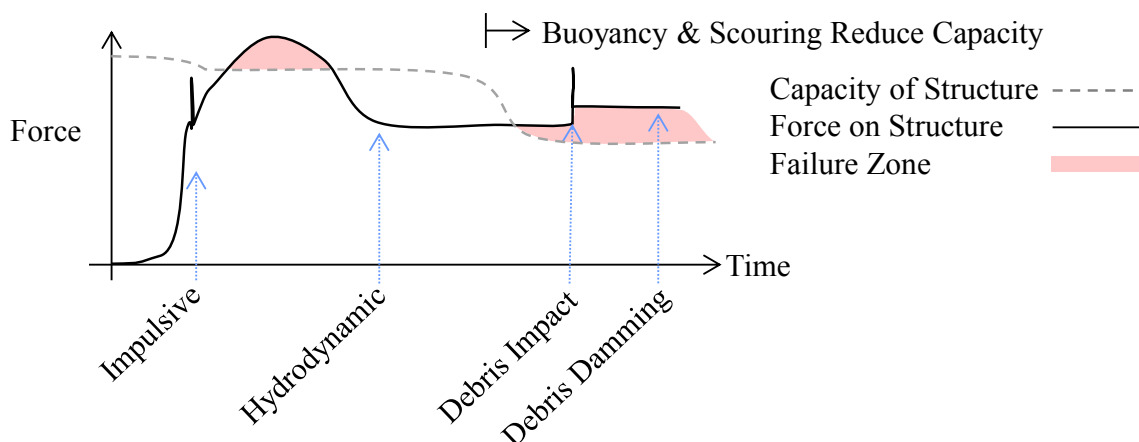 Buoyancy & Scouring Reduce Capacity
Capacity of Structure
Force on Structure
Failure Zone
Force
Time
Impulsive
Hydrodynamic
Debris Impact
Debris Damming